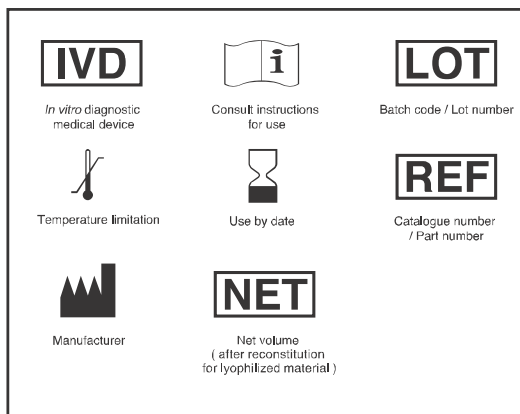 IVD
In vitro diagnostic
medical device
i
Consult instructions
for use
LOT
Batch code / Lot number
Temperature limitation
Use by date
REF
Catalogue number
/ Part number
Manufacturer
NET
Net volume
( after reconstitution
for lyophilized material )